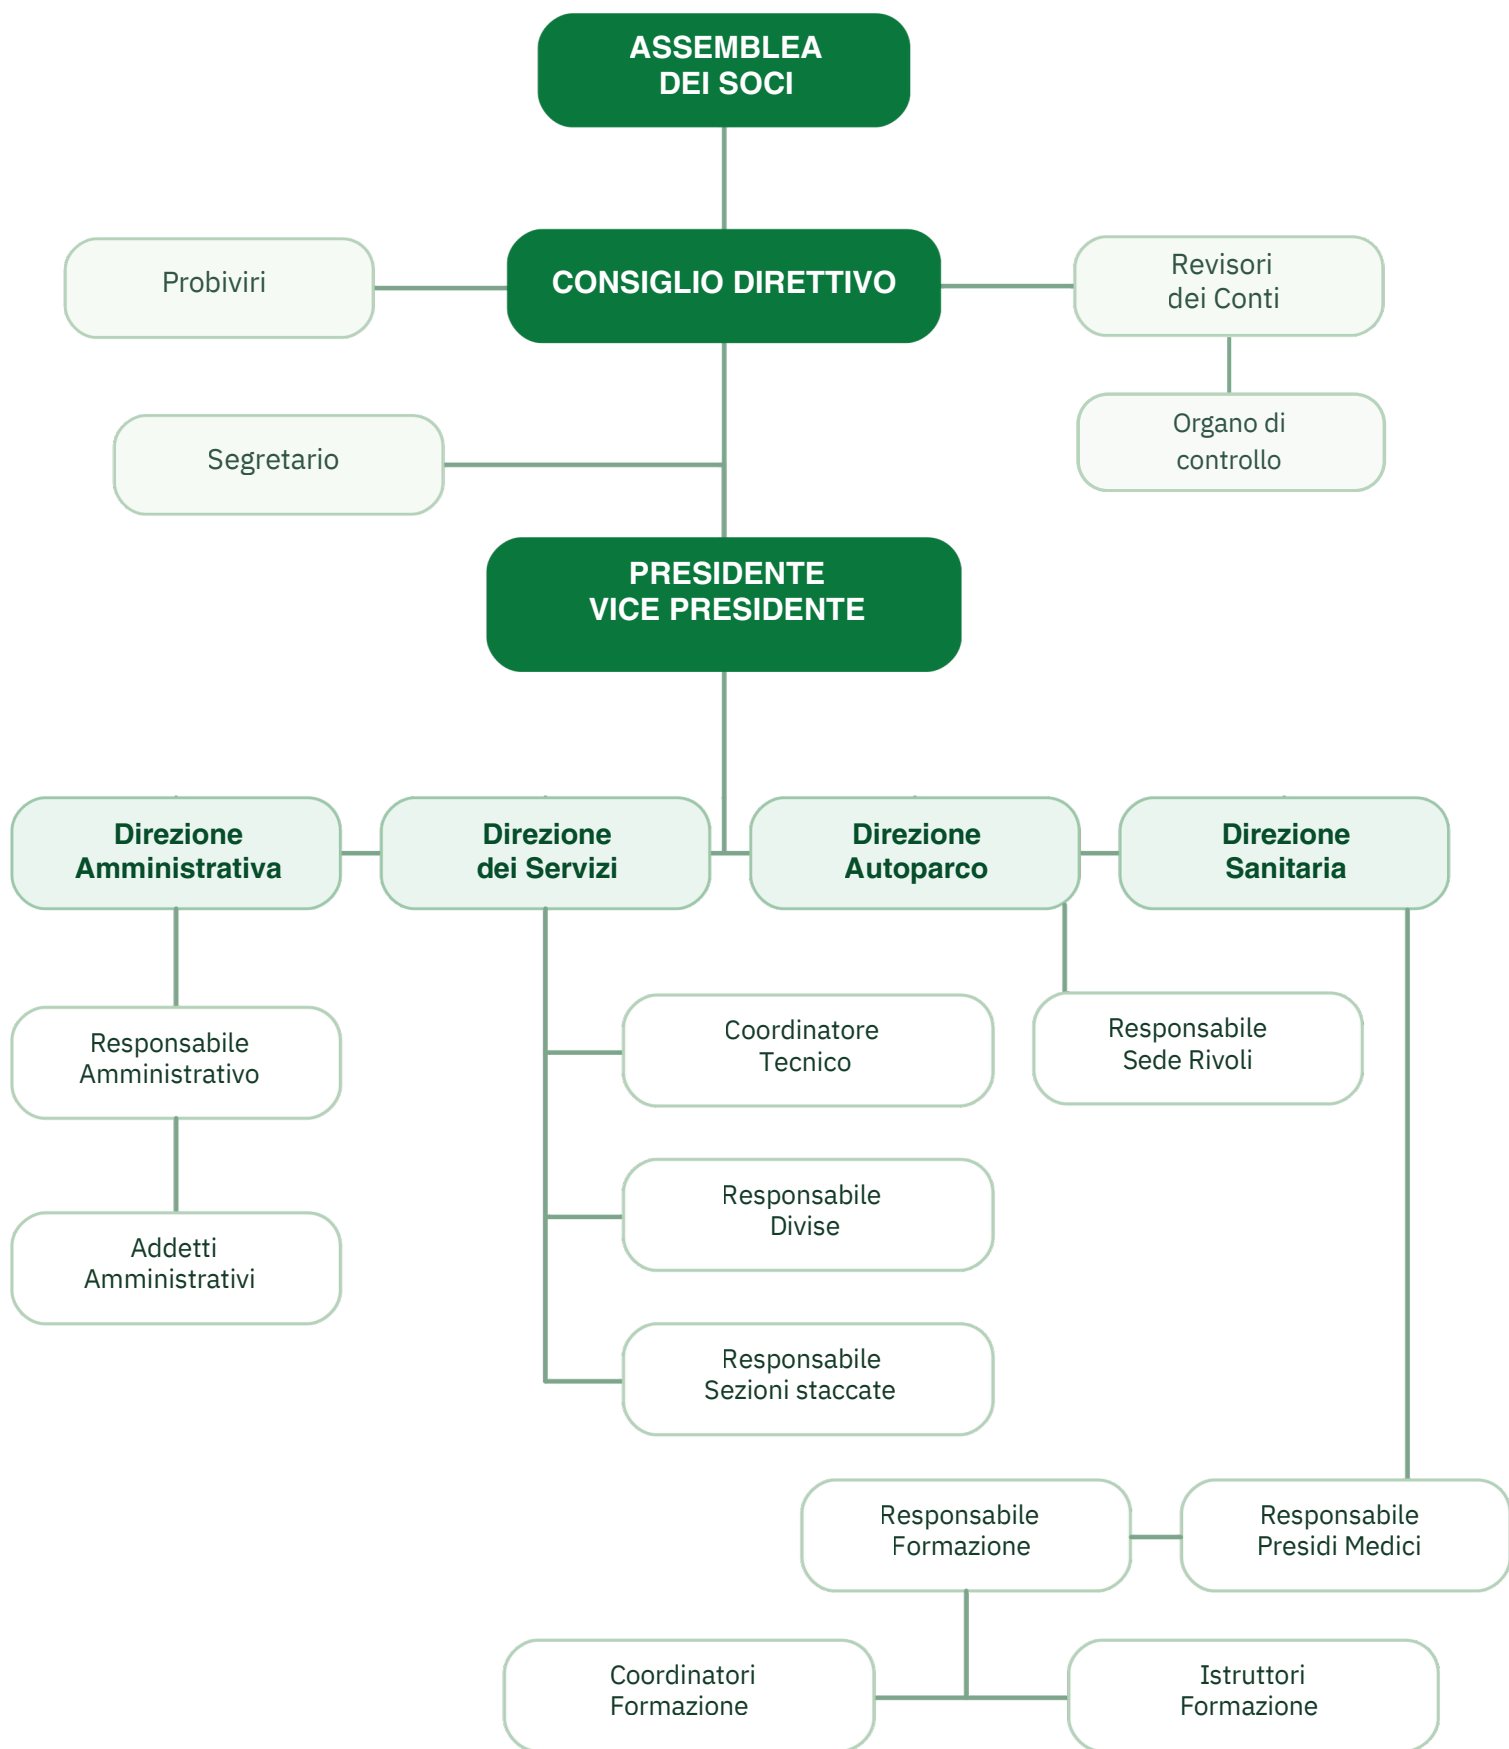 ASSEMBLEA
DEI SOCI
Probiviri
CONSIGLIO DIRETTIVO
Revisori
dei Conti
Organo di
controllo
Segretario
PRESIDENTE
VICE PRESIDENTE
Direzione
Amministrativa
Direzione
dei Servizi
Direzione
Autoparco
Direzione
Sanitaria
Responsabile
Amministrativo
Coordinatore
Tecnico
Responsabile
Sede Rivoli
Addetti
Amministrativi
Responsabile
Divise
Responsabile
Sezioni staccate
Responsabile
Formazione
Responsabile
Presidi Medici
Coordinatori
Formazione
Istruttori
Formazione